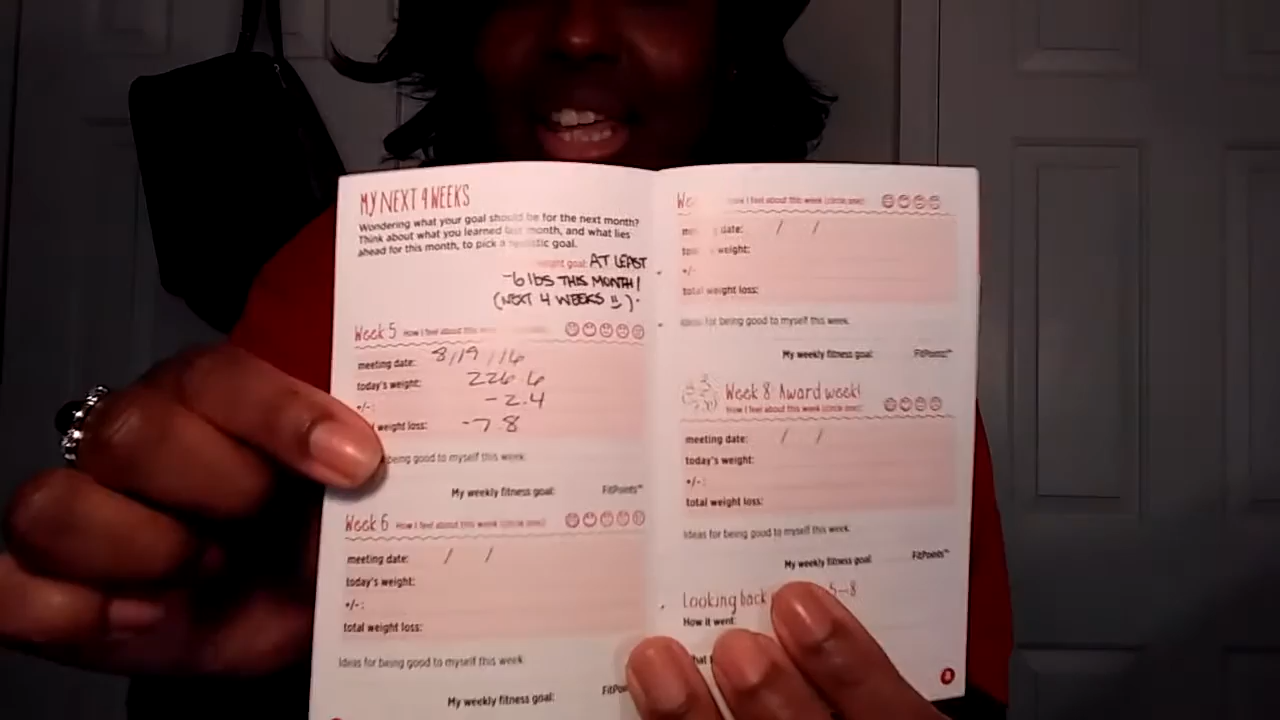 MY NEXT 4 WEEKS
Wondering what your goal should be for the next month?
Think about what you learned last month, and what lies
ahead for this month, to pick a realistic goal.
weight goal: AT LEAST
-6 lbs THIS MONTH!
(NEXT 4 WEEKS
Week 5 How I feel about this
meeting date: 8/19/16
today's weight: 226.6
+/-: -2.4
weight loss: -7.8
being good to myself this week:
My weekly fitness goal: FitPoints™
Week 6 How I feel about this week (circle one):
meeting date: / /
today's weight:
+/-:
total weight loss:
Ideas for being good to myself this week:
My weekly fitness goal:
How I feel about this week (circle one):
date: / /
weight:
+/-:
total weight loss:
Ideas for being good to myself this week:
My weekly fitness goal: FitPoints™
Week 8: Award week!
How I feel about this week (circle one):
meeting date: / /
today's weight:
+/-:
total weight loss:
Ideas for being good to myself this week:
My weekly fitness goal: FitPoints™
Looking back 5-8
How it went: